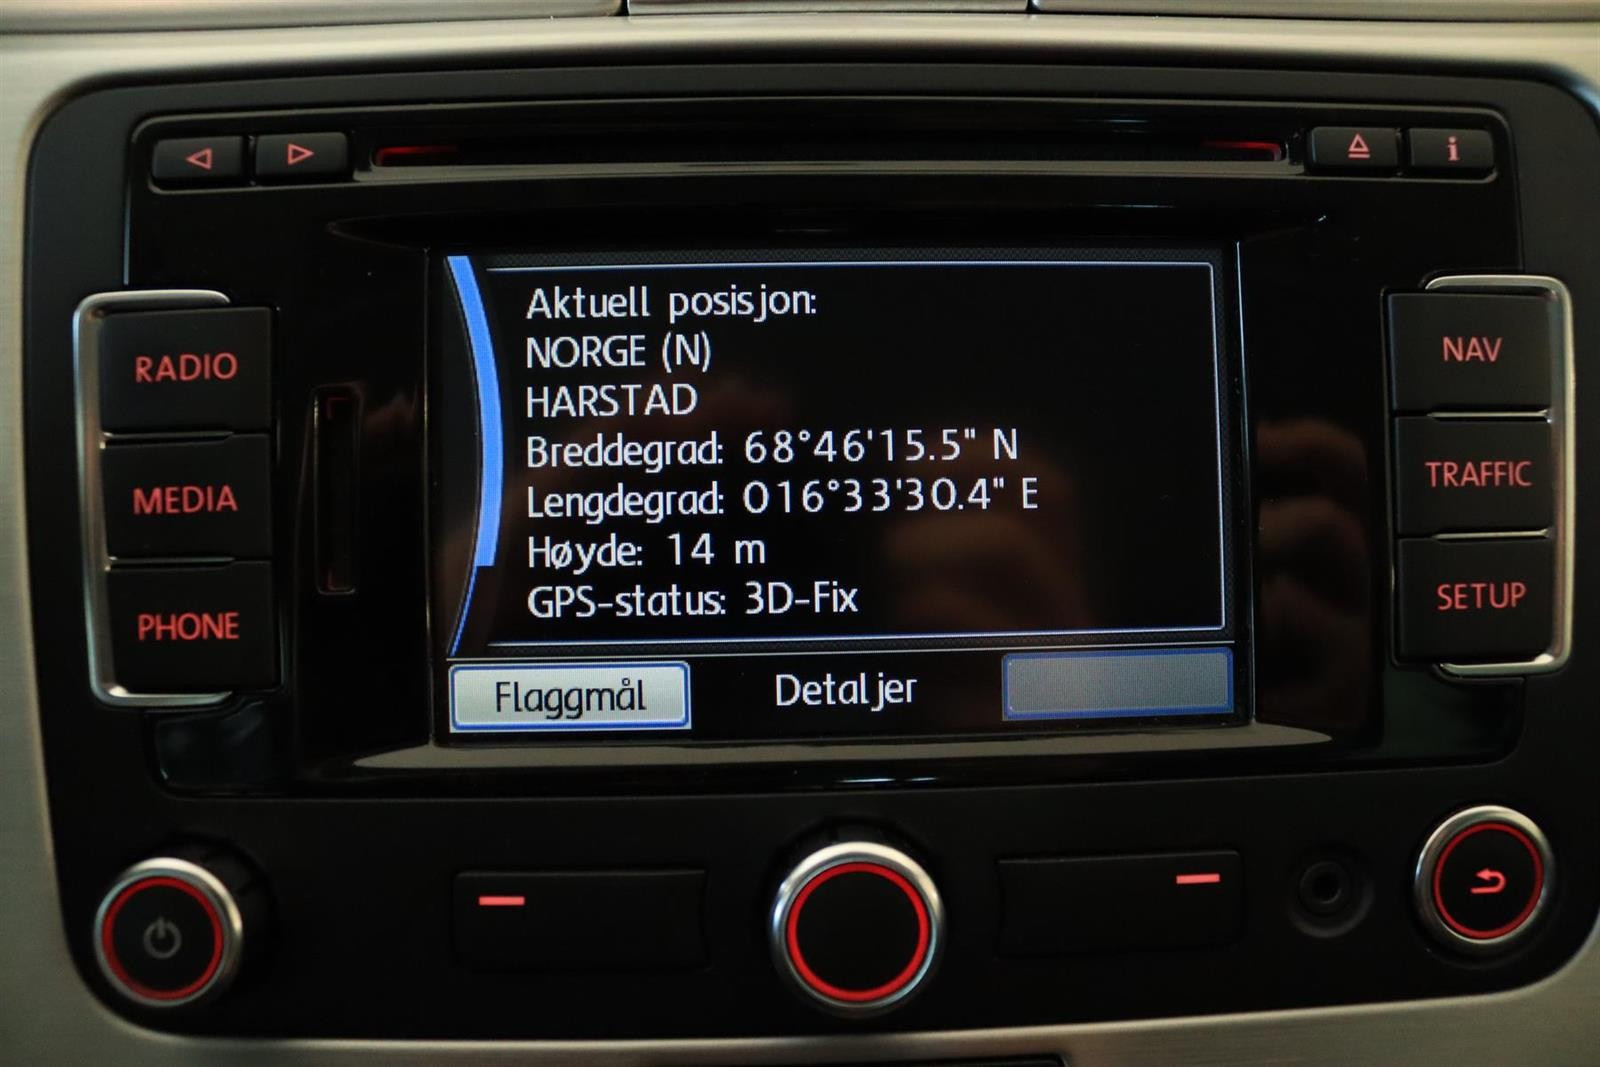 i
RADIO
MEDIA
PHONE
Aktuell posisjon:
NORGE (N)
HARSTAD
Breddegrad: 68°46'15.5" N
Lengdegrad: 016°33'30.4" E
Høyde: 14 m
GPS-status: 3D-Fix
Flaggmål
Detaljer
NAV
TRAFFIC
SETUP